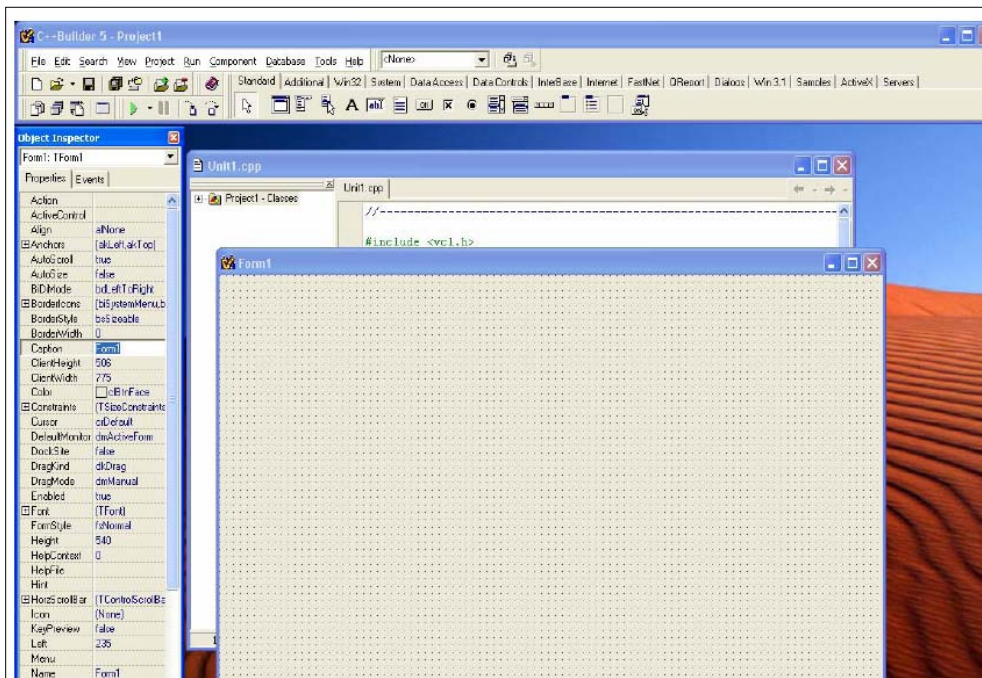 C++Builder 5 - Project1
File Edit Search View Project Run Component Database Tools Help <None>
Standard Additional Win32 System Data Access Data Controls InterBase Internet FastNet QReport Dialogs Win 3.1 Samples ActiveX Servers
Object Inspector
Form1: TForm1
Properties Events
Action
ActiveControl
Align alNone
Anchors [akLeft,akTop]
AutoScroll true
AutoSize false
BiDiMode bdLeftToRight
BorderIcons [biSystemMenu,b
BorderStyle bsSizeable
BorderWidth 0
Caption Form1
ClientHeight 506
ClientWidth 775
Color clBtnFace
Constraints (TSizeConstraints
Cursor crDefault
DefaultMonitor dmActiveForm
DockSite false
DragKind dkDrag
DragMode dmManual
Enabled true
Font (TFont)
FormStyle fsNormal
Height 540
HelpContext 0
HelpFile
Hint
HorzScrollBar (TControlScrollBa
Icon (None)
KeyPreview false
Left 235
Menu
Name Form1
Unit1.cpp
Project1 - Classes
Unit1.cpp
//---------------------------------------------------------------------------
#include <vcl.h>
Form1
1